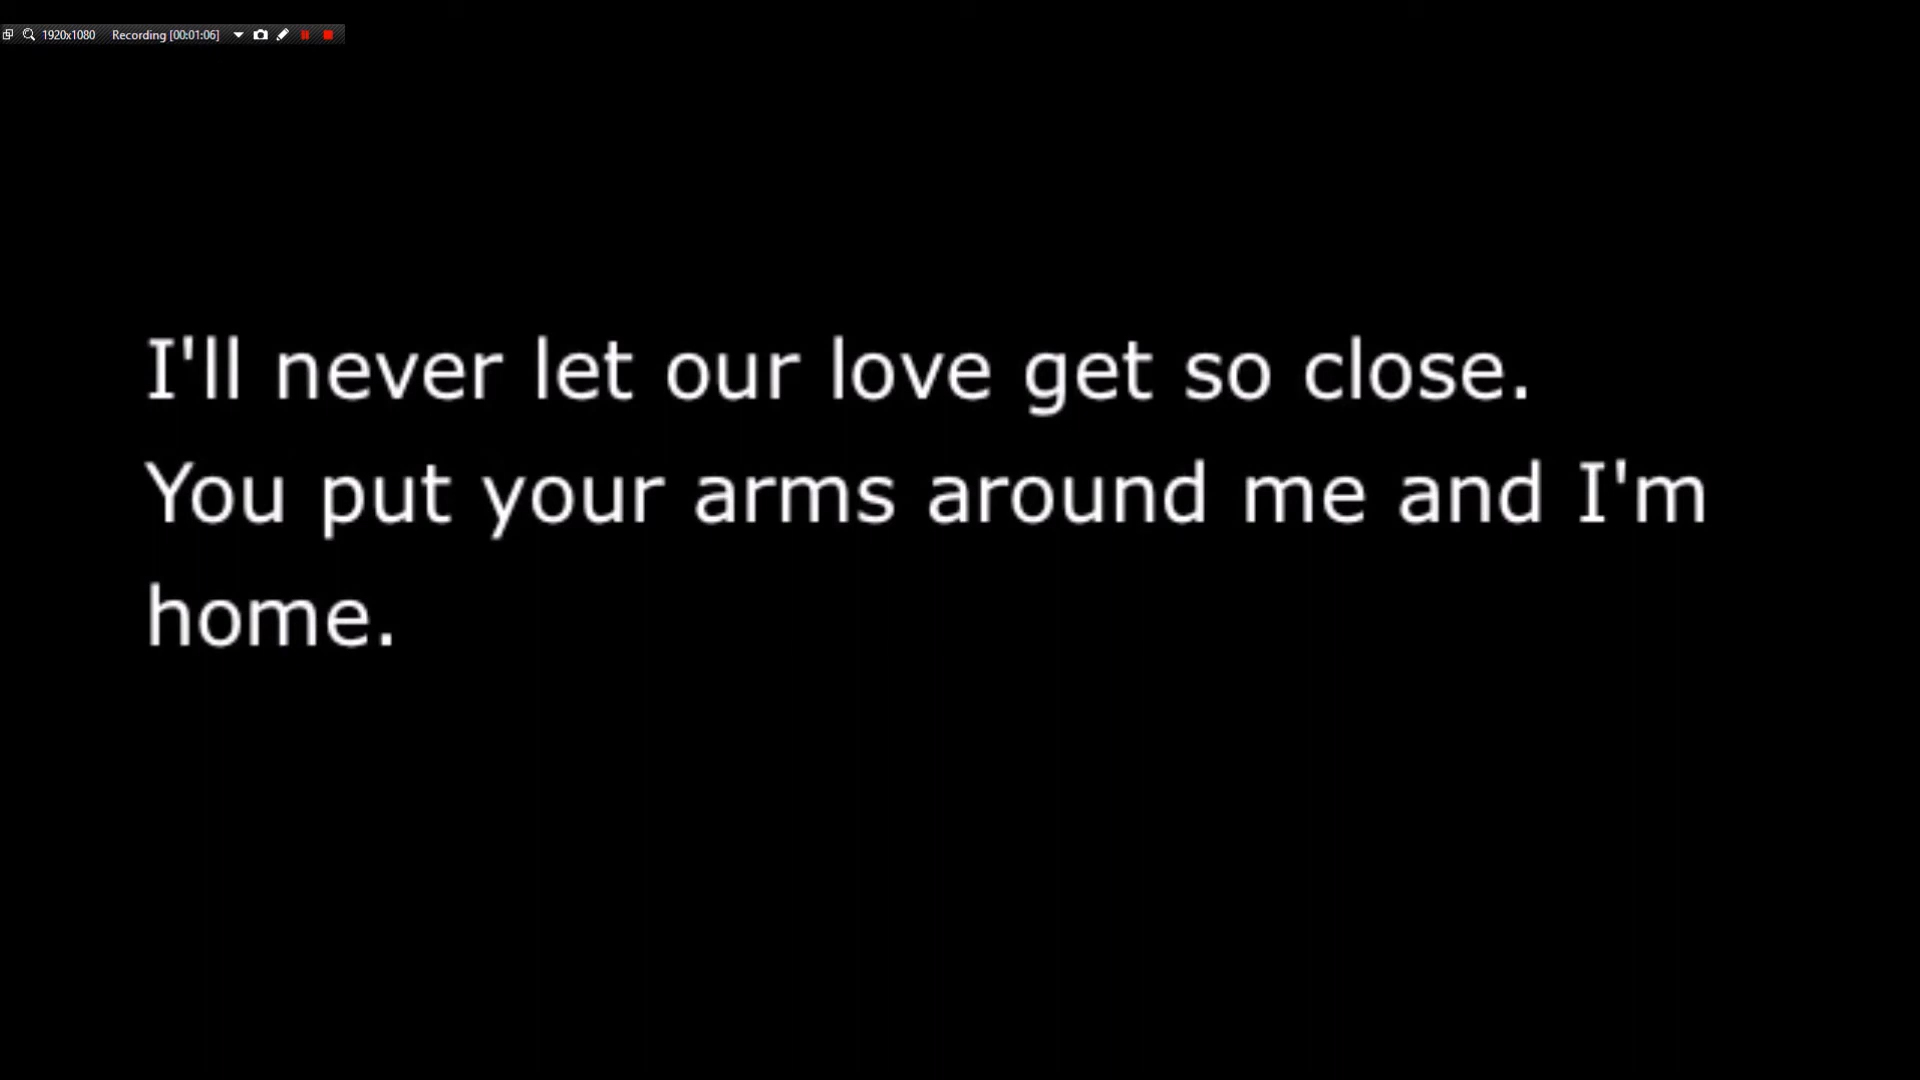 1920x1080 Recording [00:01:06]
I'll never let our love get so close.
You put your arms around me and I'm
home.